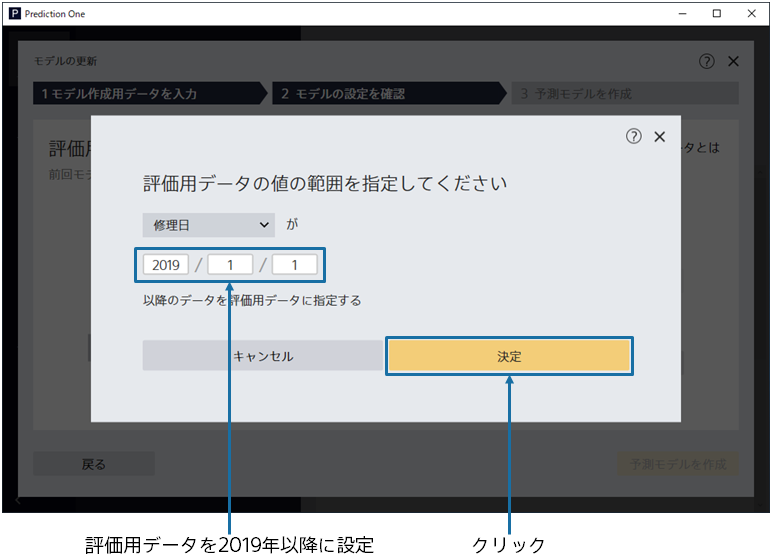 P Prediction One
モデルの更新
1 モデル作成用データを入力
2 モデルの設定を確認
3 予測モデルを作成
評価
タとは
前回モデ
評価用データの値の範囲を指定してください
修理日 が
2019 / 1 / 1
以降のデータを評価用データに指定する
キャンセル
決定
戻る
予測モデルを作成
評価用データを2019年以降に設定
クリック